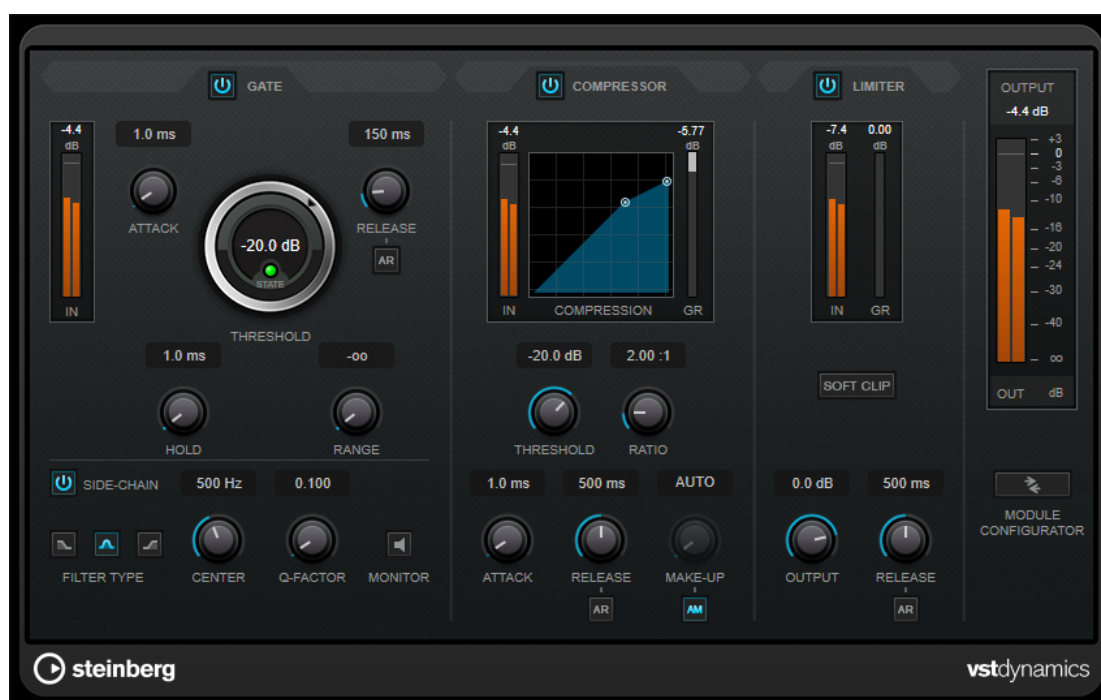 GATE
-4.4
dB
1.0 ms
150 ms
ATTACK
RELEASE
AR
-20.0 dB
STATE
IN
THRESHOLD
1.0 ms
-oo
HOLD
RANGE
SIDE-CHAIN
500 Hz
0.100
FILTER TYPE
CENTER
Q-FACTOR
MONITOR
COMPRESSOR
-4.4
dB
-5.77
dB
IN
COMPRESSION
GR
-20.0 dB
2.00 :1
THRESHOLD
RATIO
1.0 ms
500 ms
AUTO
ATTACK
RELEASE
MAKE-UP
AR
AM
LIMITER
-7.4
0.00
dB
dB
IN
GR
SOFT CLIP
0.0 dB
500 ms
OUTPUT
RELEASE
AR
OUTPUT
-4.4 dB
+3
0
-3
-6
-10
-16
-20
-24
-30
-40
oo
OUT
dB
MODULE
CONFIGURATOR
steinberg
vstdynamics